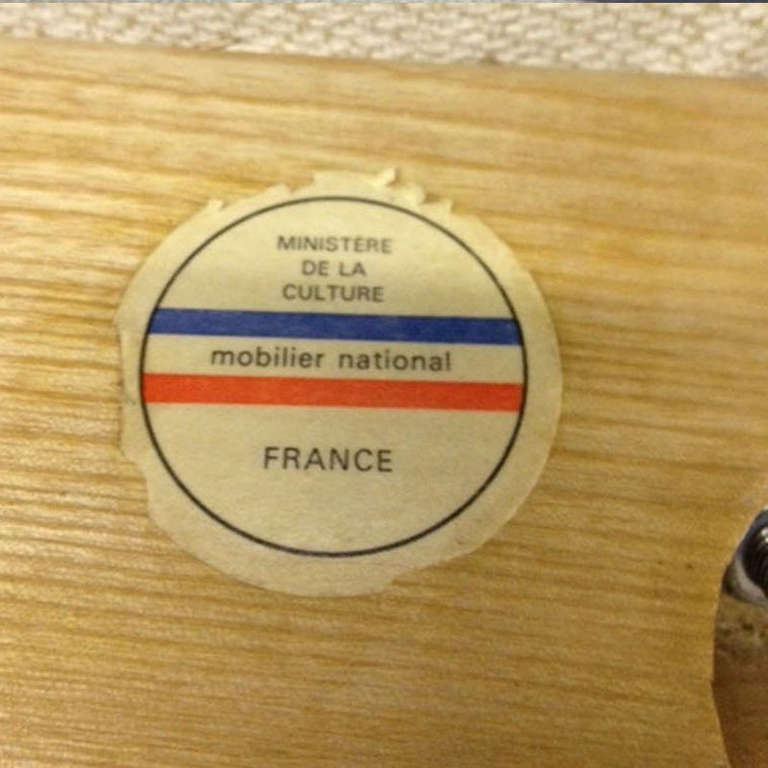 MINISTÈRE
DE LA
CULTURE
mobilier national
FRANCE